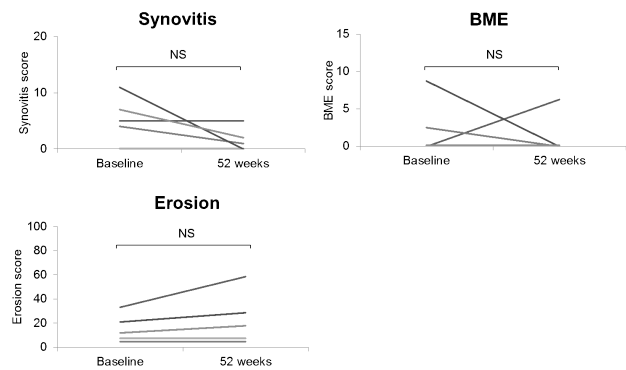 Synovitis
20
10
0
Synovitis score
NS
Baseline 52 weeks
BME
15
10
5
0
BME score
NS
Baseline 52 weeks
Erosion
100
80
60
40
20
0
Erosion score
NS
Baseline 52 weeks